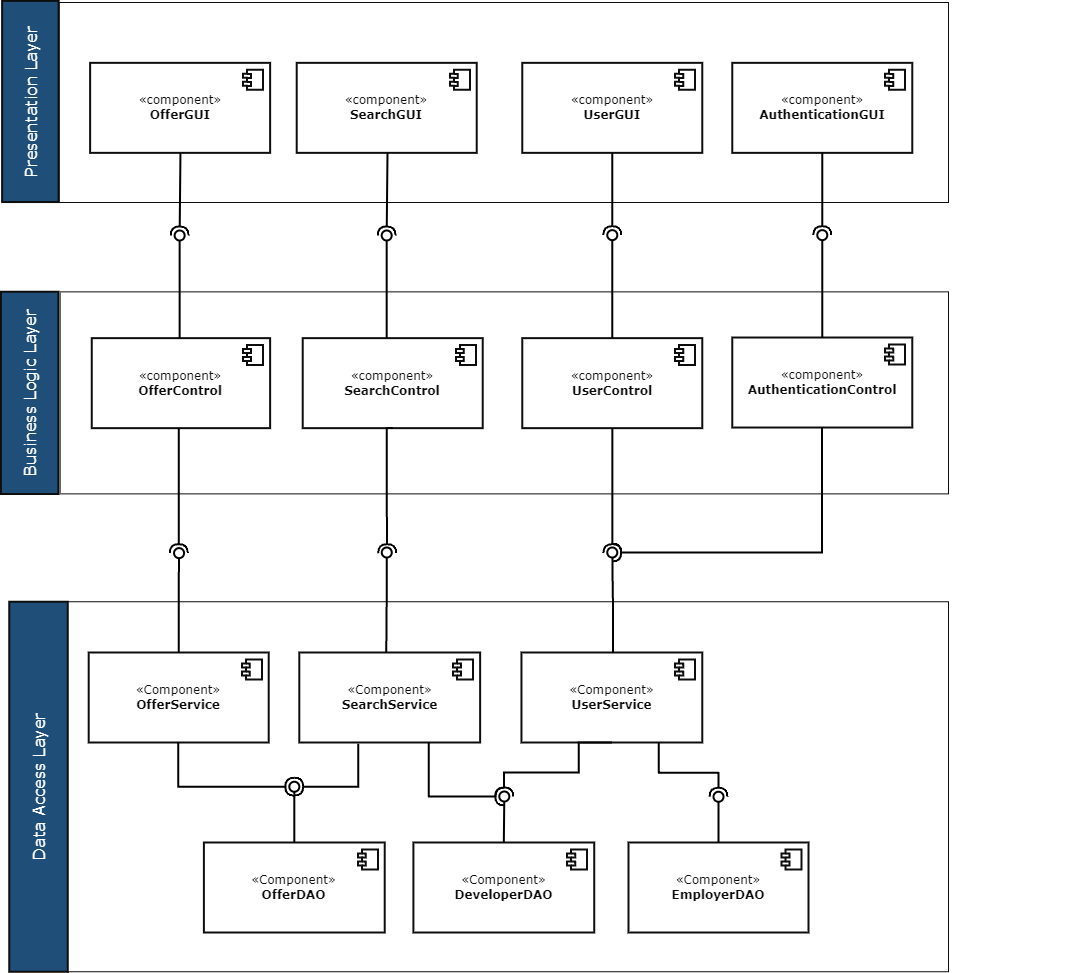 Presentation Layer
«component»
OfferGUI
«component»
SearchGUI
«component»
UserGUI
«component»
AuthenticationGUI
Business Logic Layer
«component»
OfferControl
«component»
SearchControl
«component»
UserControl
«component»
AuthenticationControl
Data Access Layer
«Component»
OfferService
«Component»
SearchService
«Component»
UserService
«Component»
OfferDAO
«Component»
DeveloperDAO
«Component»
EmployerDAO